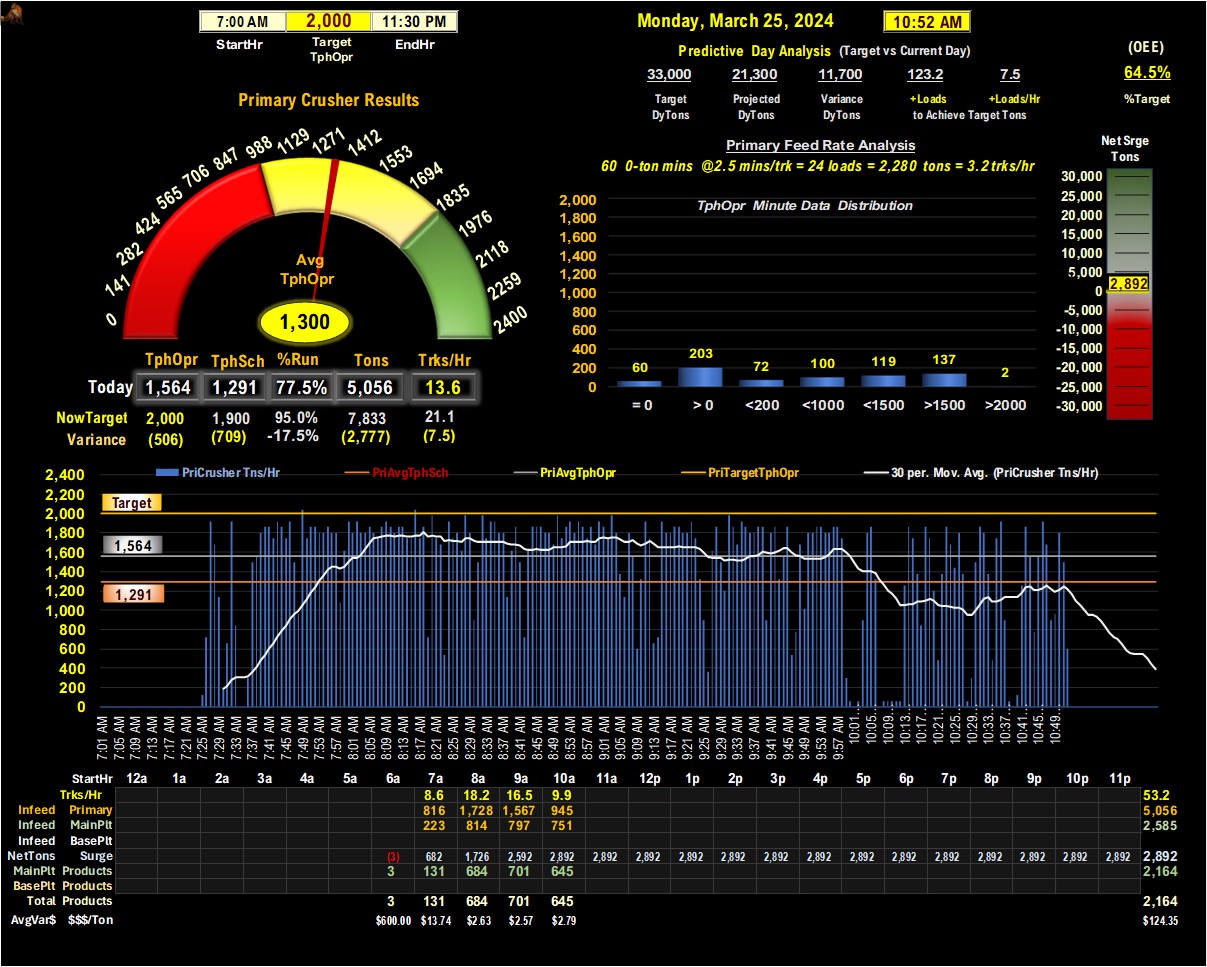 7:00 AM 2,000 11:30 PM
StartHr Target TphOpr EndHr
Monday, March 25, 2024 10:52 AM
Predictive Day Analysis (Target vs Current Day)
33,000 21,300 11,700 123.2 7.5
Target DyTons Projected DyTons Variance DyTons +Loads +Loads/Hr
to Achieve Target Tons
(OEE)
64.5%
%Target
Primary Crusher Results
0 141 282 424 565 706 847 988 1129 1271 1412 1553 1694 1835 1976 2118 2259 2400
Avg
TphOpr
1,300
TphOpr TphSch %Run Tons Trks/Hr
Today 1,564 1,291 77.5% 5,056 13.6
NowTarget 2,000 1,900 95.0% 7,833 21.1
Variance (506) (709) -17.5% (2,777) (7.5)
Primary Feed Rate Analysis
60 0-ton mins @2.5 mins/trk = 24 loads = 2,280 tons = 3.2trks/hr
TphOpr Minute Data Distribution
2,000
1,800
1,600
1,400
1,200
1,000
800
600
400
200
0
60 203 72 100 119 137 2
= 0 > 0 <200 <1000 <1500 >1500 >2000
Net Srge
Tons
30,000
25,000
20,000
15,000
10,000
5,000
0
2,892
-5,000
-10,000
-15,000
-20,000
-25,000
-30,000
PriCrusher Tns/Hr PriAvgTphSch PriAvgTphOpr PriTargetTphOpr 30 per. Mov. Avg. (PriCrusher Tns/Hr)
2,400
2,200
2,000
1,800
1,600
1,400
1,200
1,000
800
600
400
200
0
Target
1,564
1,291
7:01 AM 7:05 AM 7:09 AM 7:13 AM 7:17 AM 7:21 AM 7:25 AM 7:29 AM 7:33 AM 7:37 AM 7:41 AM 7:45 AM 7:49 AM 7:53 AM 7:57 AM 8:01 AM 8:05 AM 8:09 AM 8:13 AM 8:17 AM 8:21 AM 8:25 AM 8:29 AM 8:33 AM 8:37 AM 8:41 AM 8:45 AM 8:49 AM 8:53 AM 8:57 AM 9:01 AM 9:05 AM 9:09 AM 9:13 AM 9:17 AM 9:21 AM 9:25 AM 9:29 AM 9:33 AM 9:37 AM 9:41 AM 9:45 AM 9:49 AM 9:53 AM 9:57 AM 10:01… 10:05… 10:09… 10:13… 10:17… 10:21… 10:25… 10:29… 10:33… 10:37… 10:41… 10:45… 10:49…
StartHr 12a 1a 2a 3a 4a 5a 6a 7a 8a 9a 10a 11a 12p 1p 2p 3p 4p 5p 6p 7p 8p 9p 10p 11p
Trks/Hr 8.6 18.2 16.5 9.9 53.2
Infeed Primary 816 1,728 1,567 945 5,056
Infeed MainPlt 223 814 797 751 2,585
Infeed BasePlt
NetTons Surge (3) 682 1,726 2,592 2,892 2,892 2,892 2,892 2,892 2,892 2,892 2,892 2,892 2,892 2,892 2,892 2,892 2,892 2,892
MainPlt Products 3 131 684 701 645 2,164
BasePlt Products
Total Products 3 131 684 701 645 2,164
AvgVar$ $$$/Ton $600.00 $13.74 $2.63 $2.57 $2.79 $124.35